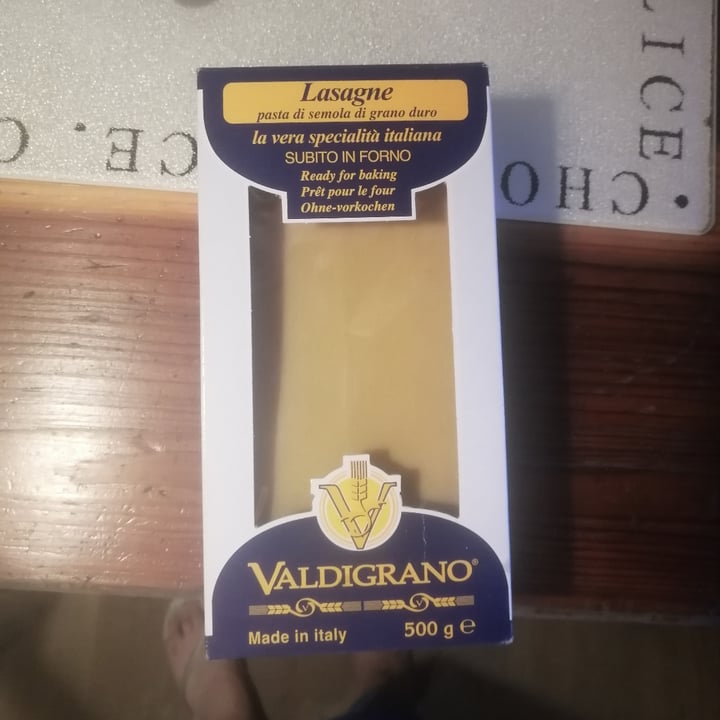 LICE • CHO
ICE. C
Lasagne
pasta di semola di grano duro
la vera specialità italiana
SUBITO IN FORNO
Ready for baking
Prêt pour le four
Ohne-vorkochen
VALDIGRANO®
Made in italy
500 g ℮